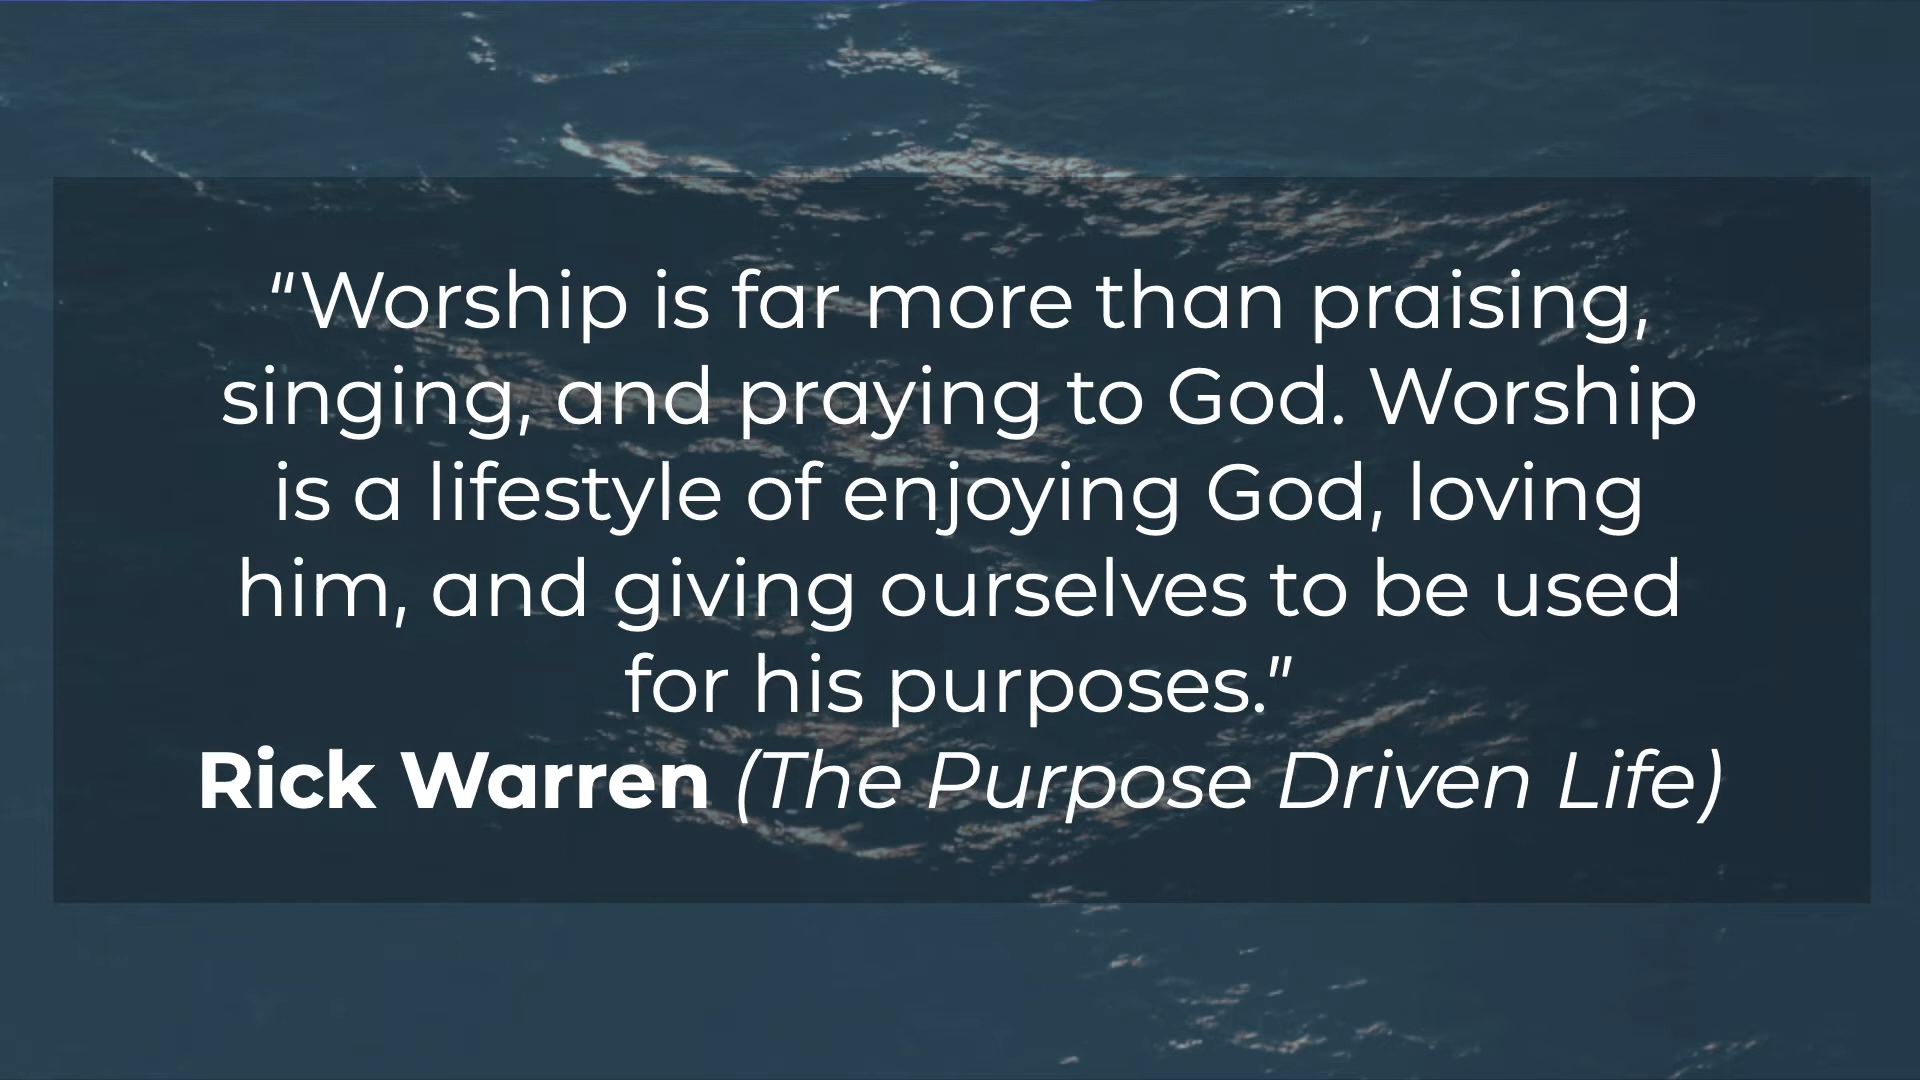 “Worship is far more than praising,
singing, and praying to God. Worship
is a lifestyle of enjoying God, loving
him, and giving ourselves to be used
for his purposes.”
Rick Warren (The Purpose Driven Life)